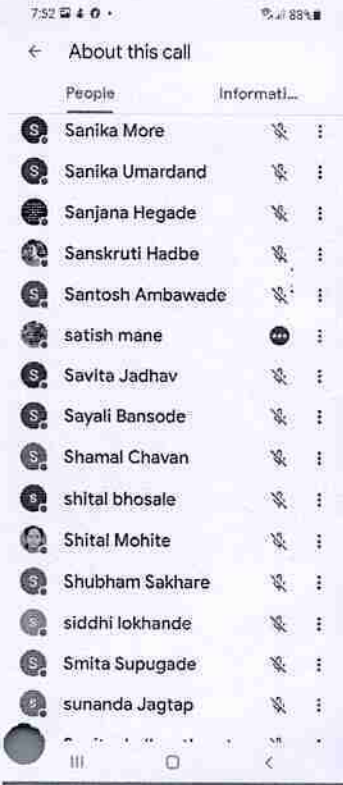 7:52
88%
About this call
People
Informati...
Sanika More
Sanika Umardand
Sanjana Hegade
Sanskruti Hadbe
Santosh Ambawade
satish mane
Savita Jadhav
Sayali Bansode
Shamal Chavan
shital bhosale
Shital Mohite
Shubham Sakhare
siddhi lokhande
Smita Supugade
sunanda Jagtap